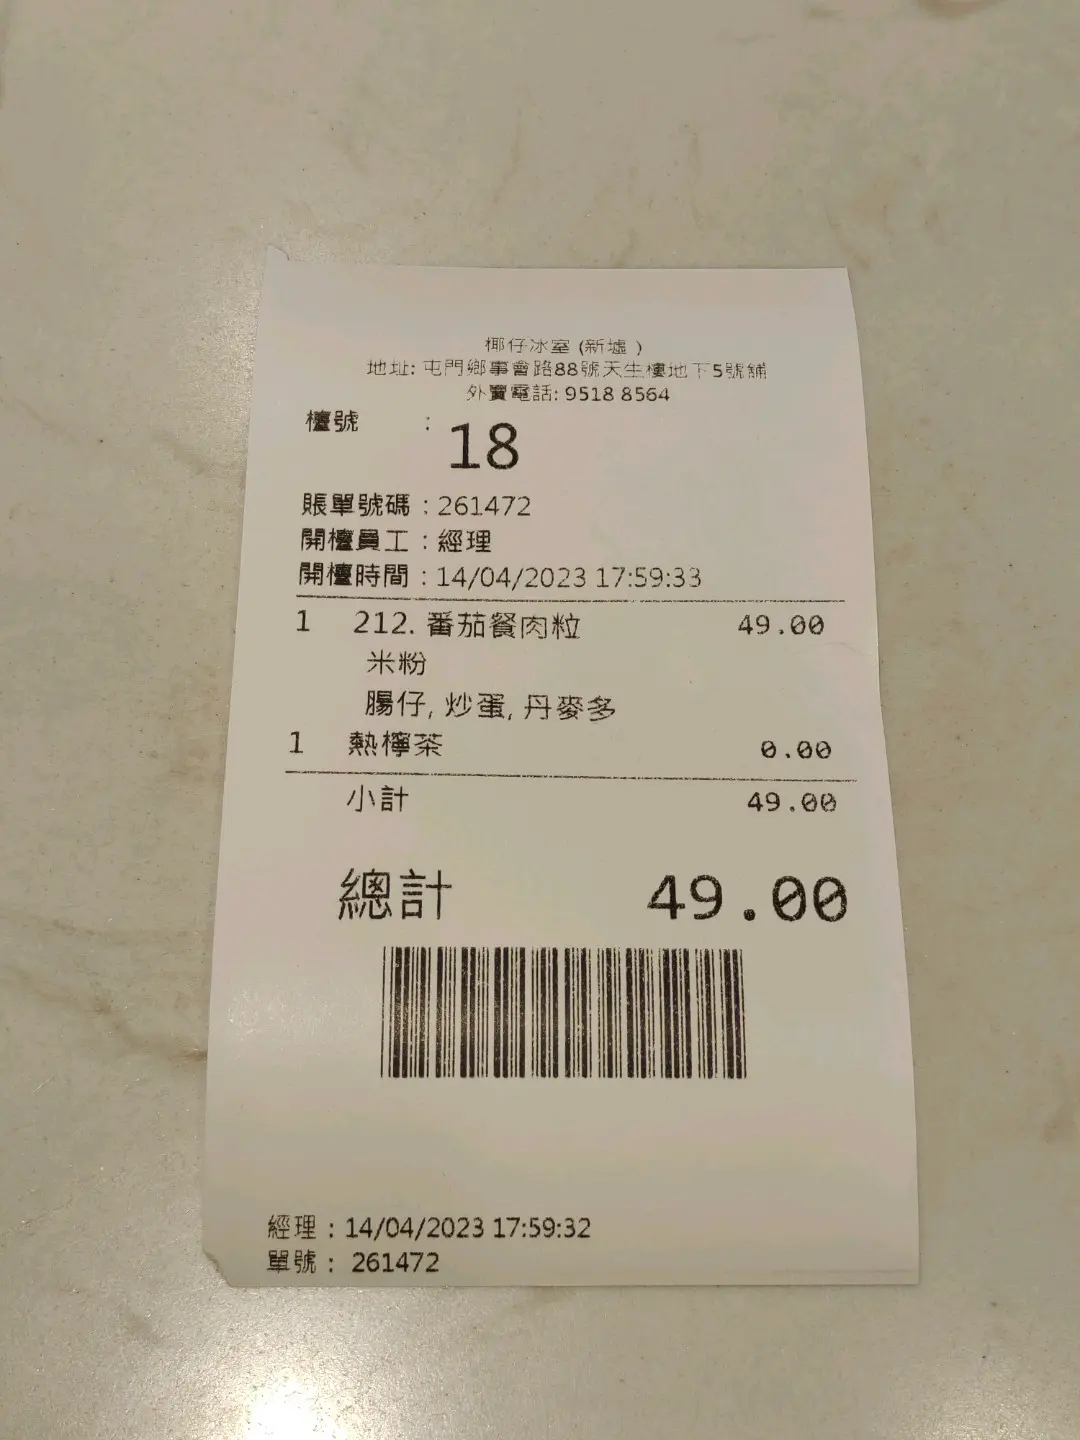 椰仔冰室 (新墟 )
地址: 屯門鄉事會路88號天生樓地下5號舖
外賣電話: 9518 8564
檯號 : 18
賬單號碼 : 261472
開檯員工 : 經理
開檯時間 : 14/04/2023 17:59:33
1 212. 番茄餐肉粒 49.00
米粉
腸仔, 炒蛋, 丹麥多
1 熱檸茶 0.00
小計 49.00
總計 49.00
經理 : 14/04/2023 17:59:32
單號 : 261472